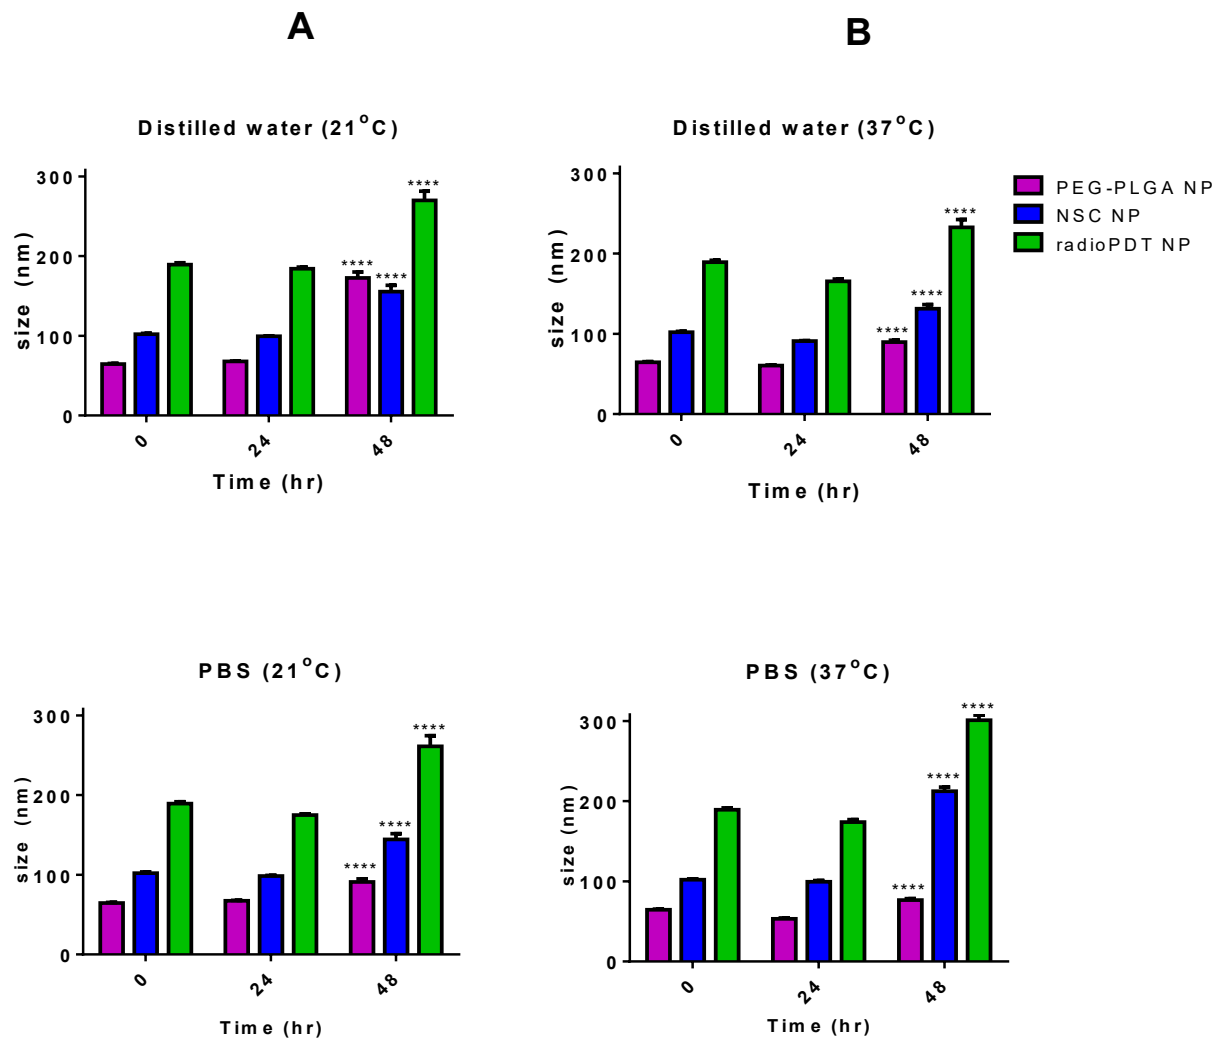 A
B
Distilled water (21°C)
300
200
100
0
size (nm)
****
****
****
0
24
48
Time (hr)
Distilled water (37°C)
300
200
100
0
size (nm)
****
****
****
0
24
48
Time (hr)
PEG-PLGA NP
NSC NP
radioPDT NP
PBS (21°C)
300
200
100
0
size (nm)
****
****
****
0
24
48
Time (hr)
PBS (37°C)
300
200
100
0
size (nm)
****
****
****
0
24
48
Time (hr)